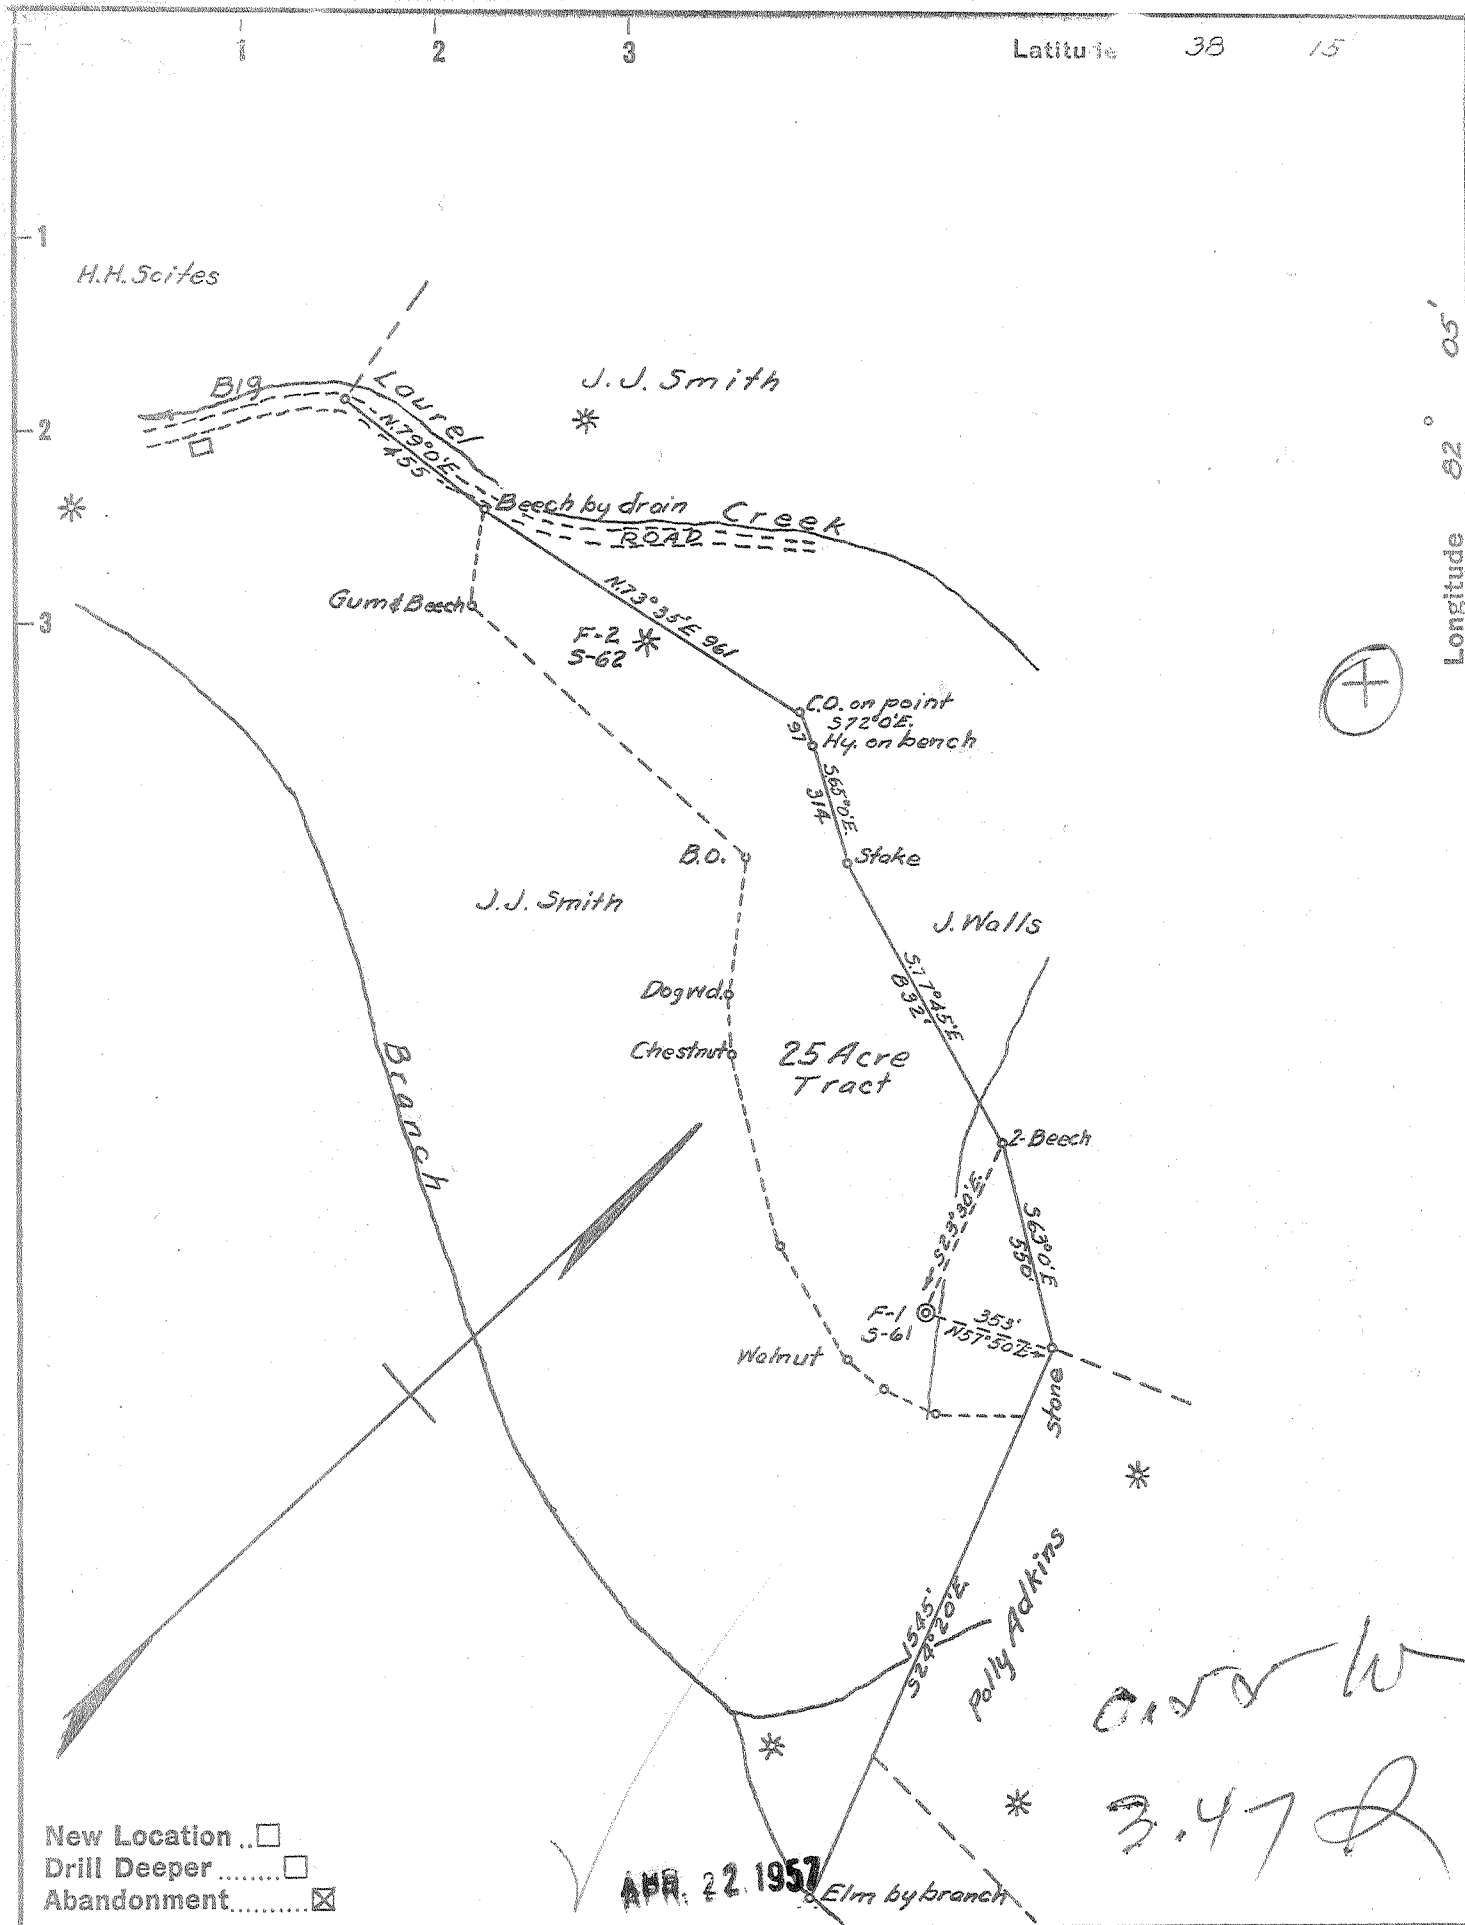 1 2 3
Latitude 38 15
1
H.H. Scites
Longitude 82° 05'
Big Laurel Creek
J.J. Smith
2
N.79°0'E
455
Beech by drain
ROAD
Gum & Beech
3
N.73°35'E 961
F-2
S-62
C.O. on point
S72°0'E.
97
Hy. on bench
S65°0'E.
314
B.O.
Stake
J.J. Smith
J. Walls
S.77°45'E
832'
Dogwd.
Chestnut
25 Acre
Tract
Branch
2-Beech
S23°30'E.
S63°0'E
550'
F-1
S-61
353'
N57°50'E
Walnut
Stone
1545'
S24°20'E.
Polly Adkins
3.47
New Location ..
Drill Deeper ........
Abandonment ..........
APR. 22. 1957
Elm by branch